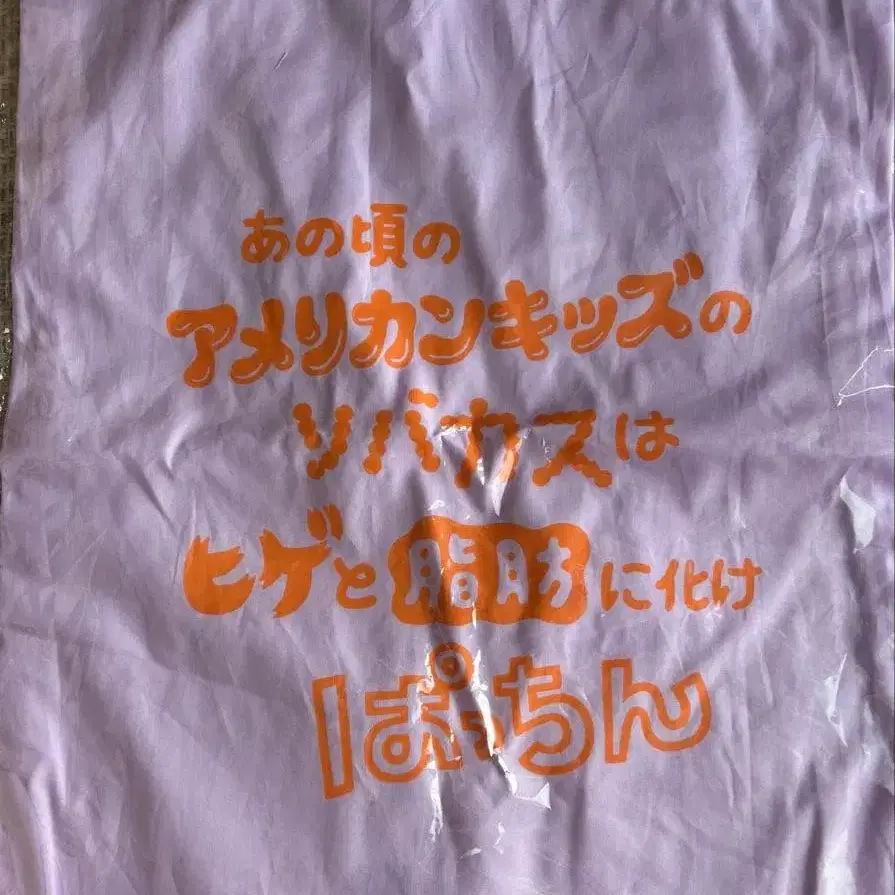 あの頃の
アメリカンキッズの
ソバカスは
ヒゲと脂肪に化け
ぱっちん